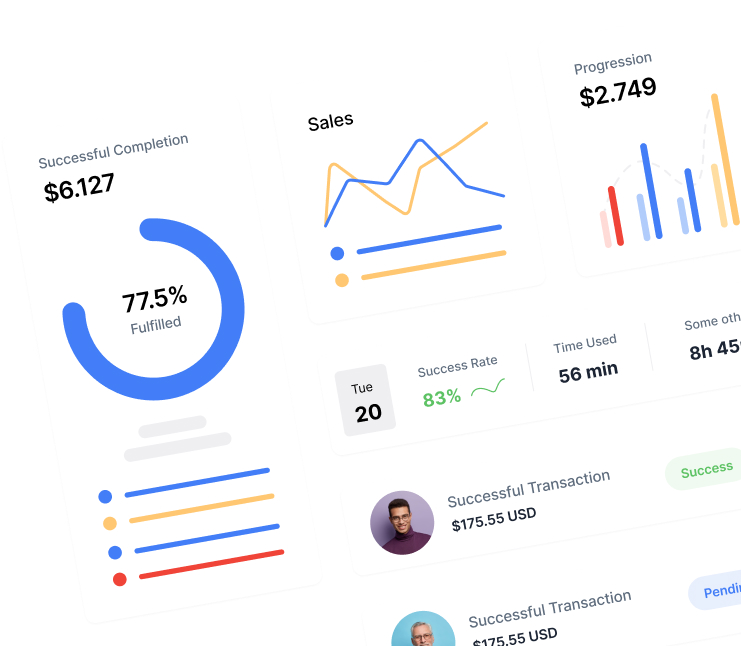 Successful Completion
$6.127
77.5%
Fulfilled
Sales
Progression
$2.749
Tue
20
Success Rate
83%
Time Used
56 min
Some oth
8h 45
Successful Transaction
$175.55 USD
Success
Successful Transaction
$175.55 USD
Pendin